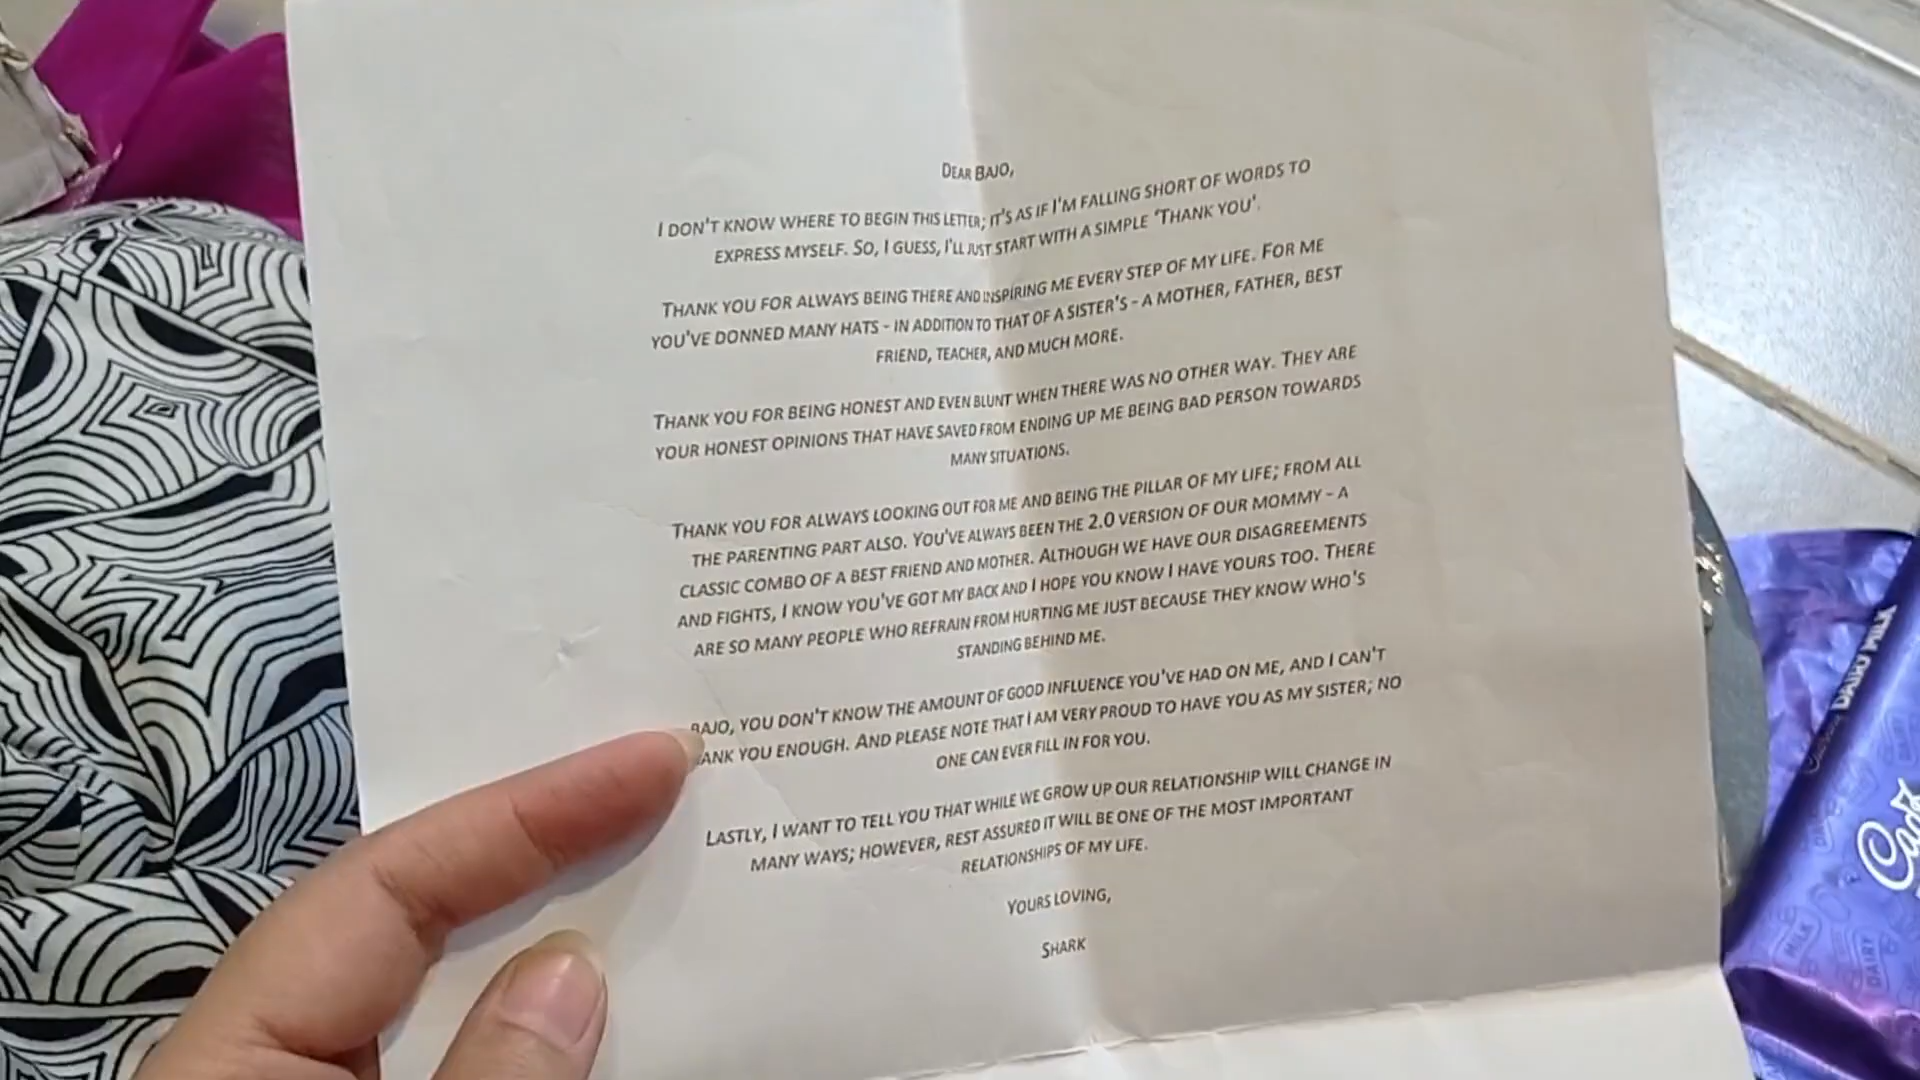 DEAR BAJO,
I DON'T KNOW WHERE TO BEGIN THIS LETTER; IT'S AS IF I'M FALLING SHORT OF WORDS TO
EXPRESS MYSELF. SO, I GUESS, I'LL JUST START WITH A SIMPLE 'THANK YOU'.
THANK YOU FOR ALWAYS BEING THERE AND INSPIRING ME EVERY STEP OF MY LIFE. FOR ME
YOU'VE DONNED MANY HATS - IN ADDITION TO THAT OF A SISTER'S - A MOTHER, FATHER, BEST
FRIEND, TEACHER, AND MUCH MORE.
THANK YOU FOR BEING HONEST AND EVEN BLUNT WHEN THERE WAS NO OTHER WAY. THEY ARE
YOUR HONEST OPINIONS THAT HAVE SAVED FROM ENDING UP ME BEING BAD PERSON TOWARDS
MANY SITUATIONS.
THANK YOU FOR ALWAYS LOOKING OUT FOR ME AND BEING THE PILLAR OF MY LIFE; FROM ALL
THE PARENTING PART ALSO. YOU'VE ALWAYS BEEN THE 2.0 VERSION OF OUR MOMMY - A
CLASSIC COMBO OF A BEST FRIEND AND MOTHER. ALTHOUGH WE HAVE OUR DISAGREEMENTS
AND FIGHTS, I KNOW YOU'VE GOT MY BACK AND I HOPE YOU KNOW I HAVE YOURS TOO. THERE
ARE SO MANY PEOPLE WHO REFRAIN FROM HURTING ME JUST BECAUSE THEY KNOW WHO'S
STANDING BEHIND ME.
BAJO, YOU DON'T KNOW THE AMOUNT OF GOOD INFLUENCE YOU'VE HAD ON ME, AND I CAN'T
YOU ENOUGH. AND PLEASE NOTE THAT I AM VERY PROUD TO HAVE YOU AS MY SISTER; NO
ONE CAN EVER FILL IN FOR YOU.
LASTLY, I WANT TO TELL YOU THAT WHILE WE GROW UP OUR RELATIONSHIP WILL CHANGE IN
MANY WAYS; HOWEVER, REST ASSURED IT WILL BE ONE OF THE MOST IMPORTANT
RELATIONSHIPS OF MY LIFE.
YOURS LOVING,
SHARK
DAIRY MILK
MILK
DAIRY